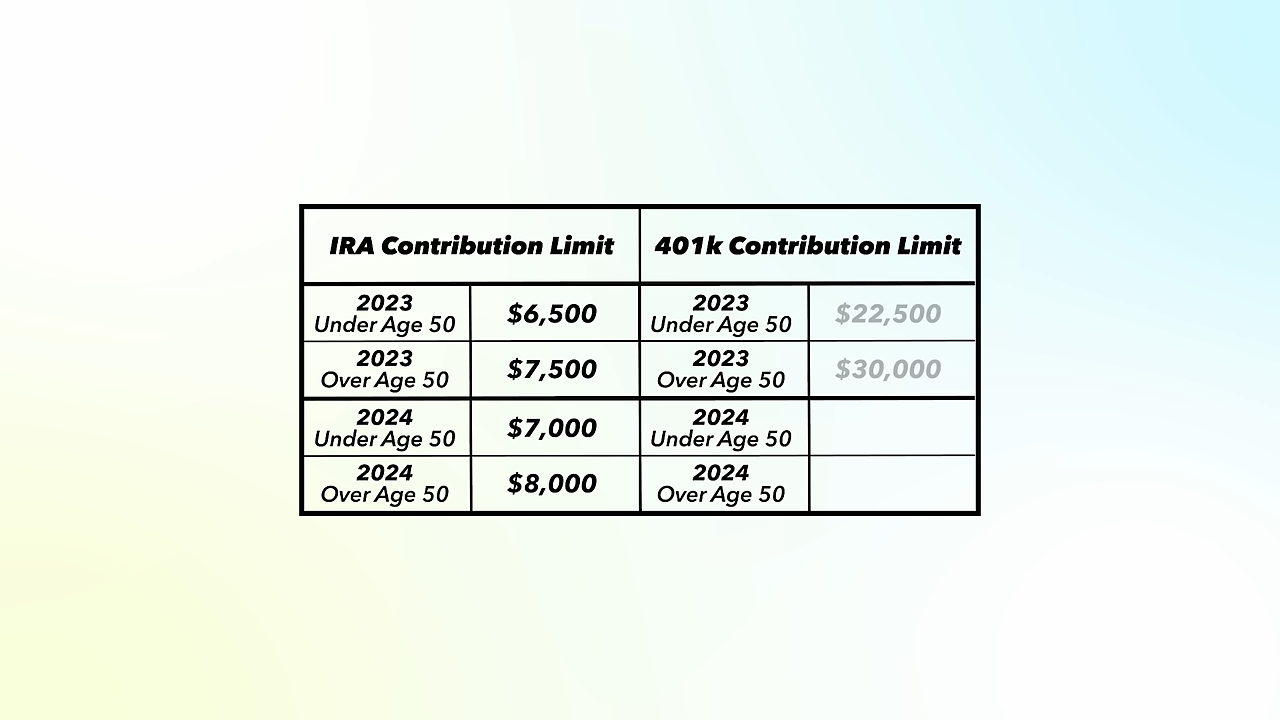 IRA Contribution Limit
401k Contribution Limit
2023
Under Age 50
$6,500
2023
Under Age 50
$22,500
2023
Over Age 50
$7,500
2023
Over Age 50
$30,000
2024
Under Age 50
$7,000
2024
Under Age 50
2024
Over Age 50
$8,000
2024
Over Age 50